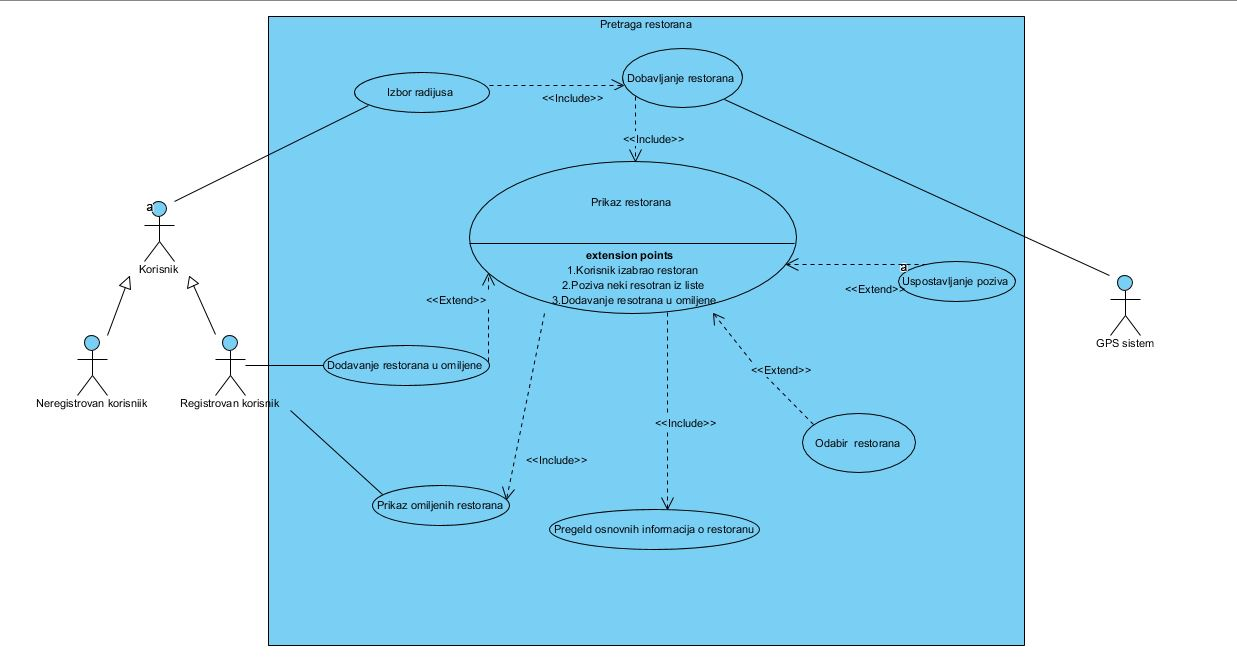 Pretraga restorana
Izbor radijusa
Dobavljanje restorana
<<Include>>
<<Include>>
Prikaz restorana
a
Korisnik
extension points
1.Korisnik izabrao restoran
2.Poziva neki resotran iz liste
3.Dodavanje resotrana u omiljene
a
Uspostavljanje poziva
<<Extend>>
<<Extend>>
GPS sistem
Dodavanje restorana u omiljene
<<Extend>>
Neregistrovan korisniik
Registrovan korisnik
<<Include>>
Odabir restorana
<<Include>>
Prikaz omiljenih restorana
Pregeld osnovnih informacija o restoranu